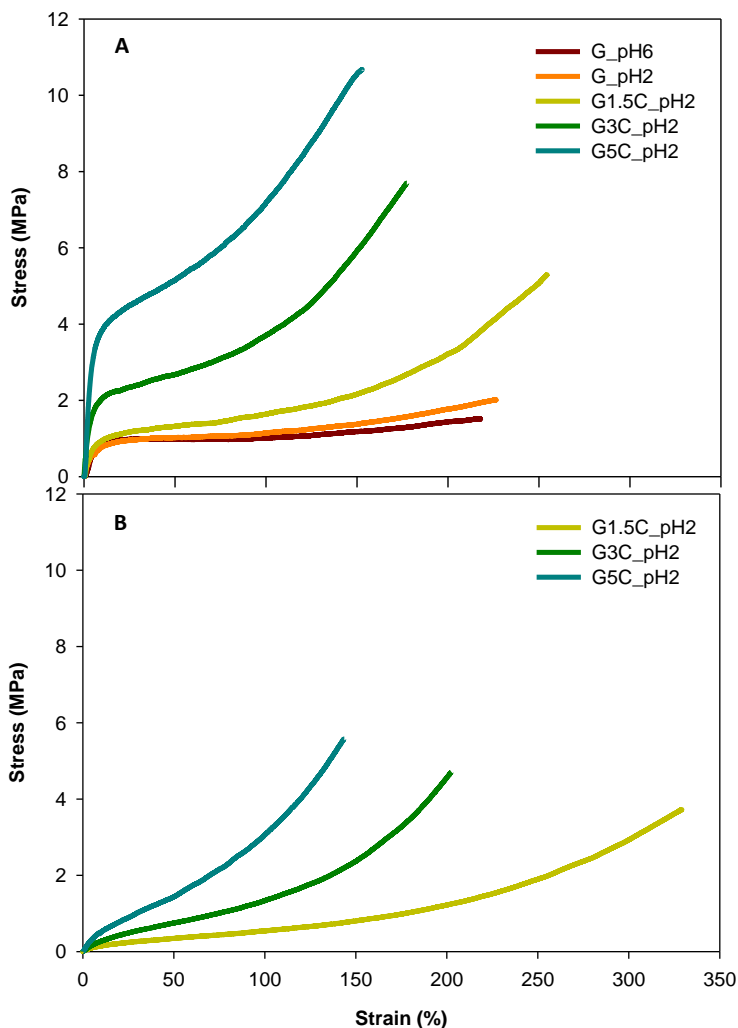 A
G_pH6
G_pH2
G1.5C_pH2
G3C_pH2
G5C_pH2
12
10
8
6
4
2
0
Stress (MPa)
B
G1.5C_pH2
G3C_pH2
G5C_pH2
12
10
8
6
4
2
0
Stress (MPa)
0 50 100 150 200 250 300 350
Strain (%)